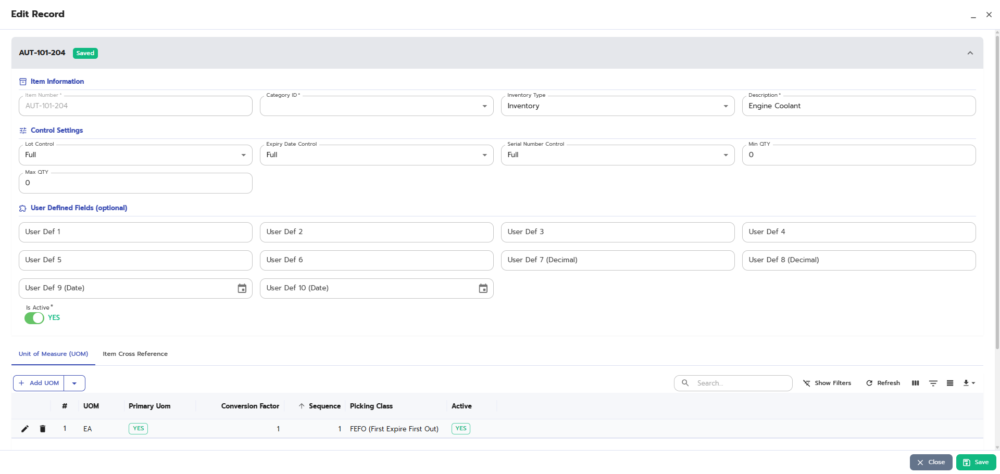 Edit Record
AUT-101-204 Saved
Item Information
Item Number * Category ID * Inventory Type Description *
AUT-101-204 Inventory Engine Coolant
Control Settings
Lot Control Expiry Date Control Serial Number Control Min QTY
Full Full Full 0
Max QTY
0
User Defined Fields (optional)
User Def 1 User Def 2 User Def 3 User Def 4
User Def 5 User Def 6 User Def 7 (Decimal) User Def 8 (Decimal)
User Def 9 (Date) User Def 10 (Date)
Is Active *
YES
Unit of Measure (UOM) Item Cross Reference
+ Add UOM Search... Show Filters Refresh
# UOM Primary Uom Conversion Factor Sequence Picking Class Active
1 EA YES 1 1 FEFO (First Expire First Out) YES
Close Save